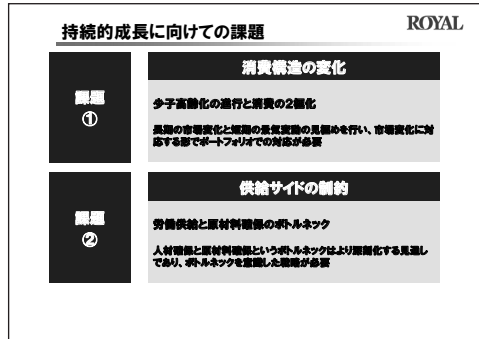 持続的成長に向けての課題
ROYAL
課題
①
消費構造の変化
少子高齢化の進行と消費の2極化
長期の市場変化と短期の景気変動の見極めを行い、市場変化に対
応する形でポートフォリオでの対応が必要
課題
②
供給サイドの制約
労働供給と原材料確保のボトルネック
人材確保と原材料確保というボトルネックはより深刻化する見通し
であり、ボトルネックを意識した戦略が必要